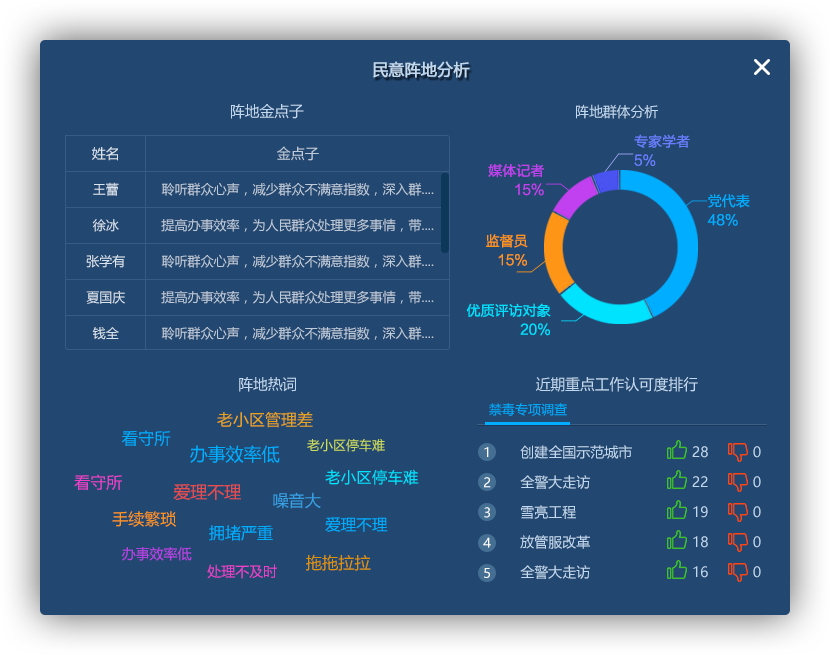 民意阵地分析
阵地金点子
姓名 金点子
王蕾 聆听群众心声，减少群众不满意指数，深入群....
徐冰 提高办事效率，为人民群众处理更多事情，带....
张学有 聆听群众心声，减少群众不满意指数，深入群....
夏国庆 提高办事效率，为人民群众处理更多事情，带....
钱全 聆听群众心声，减少群众不满意指数，深入群....
阵地群体分析
专家学者
5%
媒体记者
15%
党代表
48%
监督员
15%
优质评访对象
20%
阵地热词
老小区管理差
看守所
办事效率低
老小区停车难
看守所
爱理不理
老小区停车难
噪音大
手续繁琐
拥堵严重
爱理不理
办事效率低
处理不及时
拖拖拉拉
近期重点工作认可度排行
禁毒专项调查
1 创建全国示范城市 28 0
2 全警大走访 22 0
3 雪亮工程 19 0
4 放管服改革 18 0
5 全警大走访 16 0